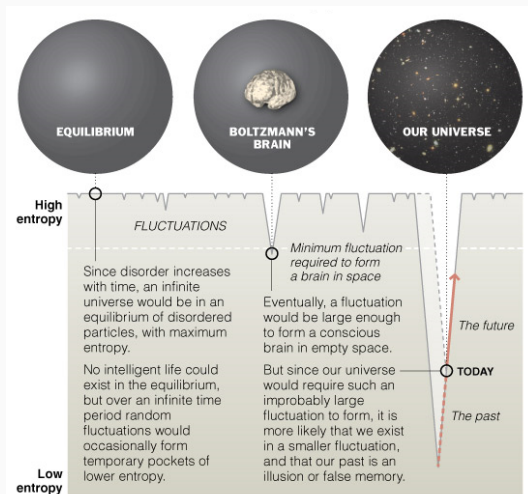 EQUILIBRIUM
BOLTZMANN'S
BRAIN
OUR UNIVERSE
High
entropy
FLUCTUATIONS
Minimum fluctuation
required to form
a brain in space
Since disorder increases
with time, an infinite
universe would be in an
equilibrium of disordered
particles, with maximum
entropy.
No intelligent life could
exist in the equilibrium,
but over an infinite time
period random
fluctuations would
occasionally form
temporary pockets of
lower entropy.
Eventually, a fluctuation
would be large enough
to form a conscious
brain in empty space.
But since our universe
would require such an
improbably large
fluctuation to form, it is
more likely that we exist
in a smaller fluctuation,
and that our past is an
illusion or false memory.
The future
TODAY
The past
Low
entropy